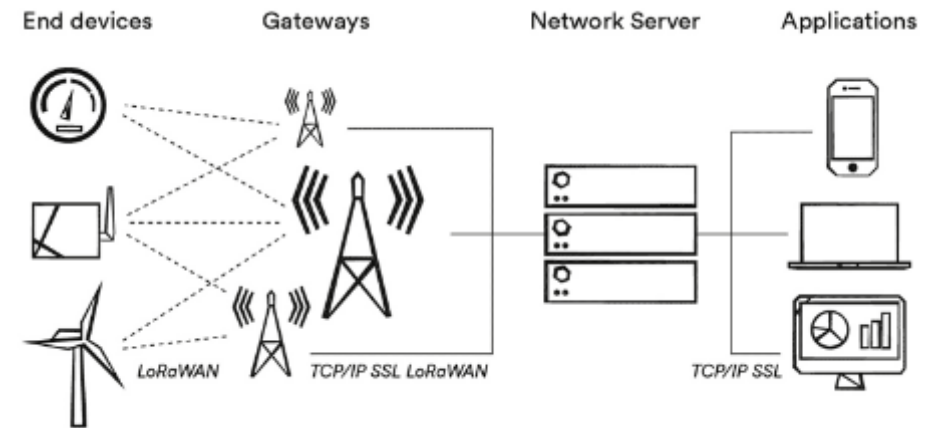 End devices
Gateways
Network Server
Applications
LoRaWAN
TCP/IP SSL LoRaWAN
TCP/IP SSL